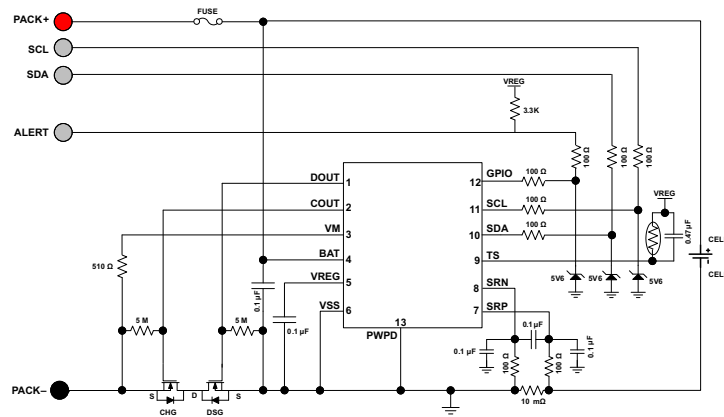 PACK+
FUSE
SCL
SDA
VREG
3.3K
ALERT
100 Ω
100 Ω
100 Ω
DOUT
1
COUT
2
VM
3
BAT
4
VREG
5
VSS
6
12
GPIO
100 Ω
11
SCL
100 Ω
10
SDA
100 Ω
9
TS
8
SRN
7
SRP
13
PWPD
VREG
0.47µF
CEL
+
–
CEL
510 Ω
5V6
5V6
5V6
0.1 µF
0.1 µF
5 M
5 M
0.1 µF
0.1 µF
0.1 µF
100 Ω
100 Ω
10 mΩ
PACK–
S
D
S
CHG
DSG